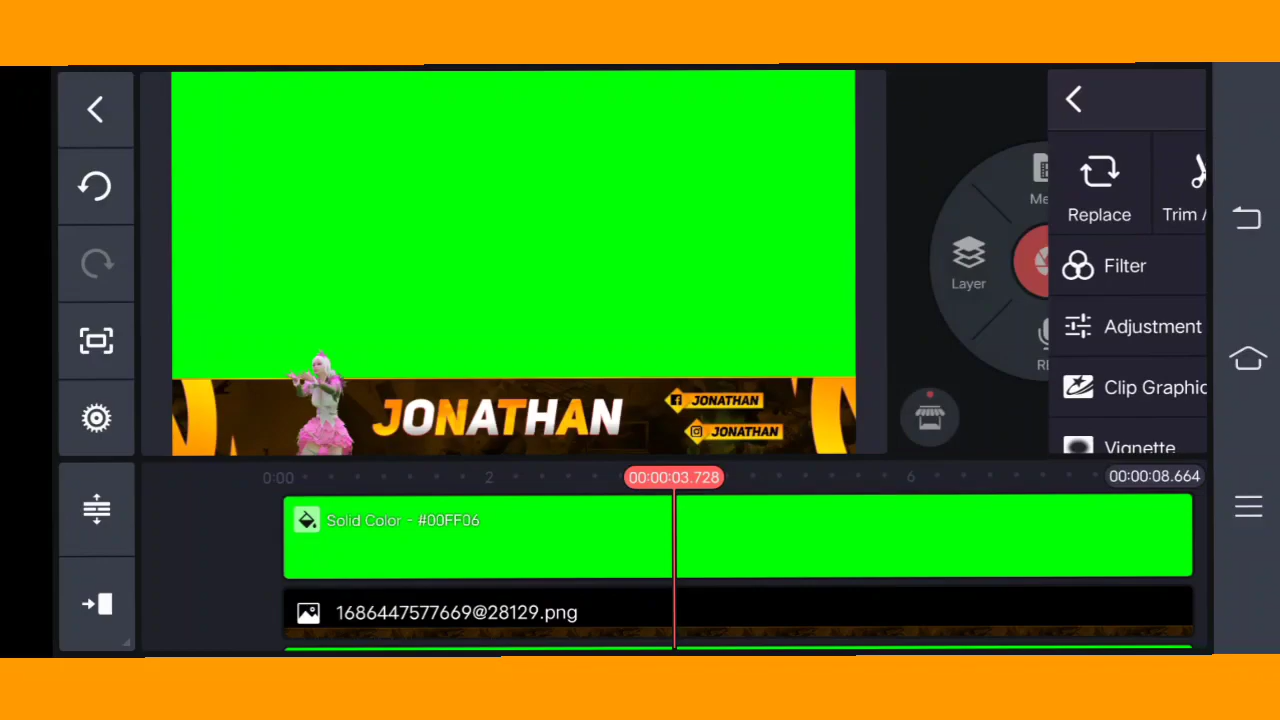 Me
Replace
Trim /
Filter
Layer
Adjustment
Clip Graphic
Vignette
JONATHAN
JONATHAN
JONATHAN
0:00
2
00:00:03.728
6
00:00:08.664
Solid Color - #00FF06
1686447577669@28129.png